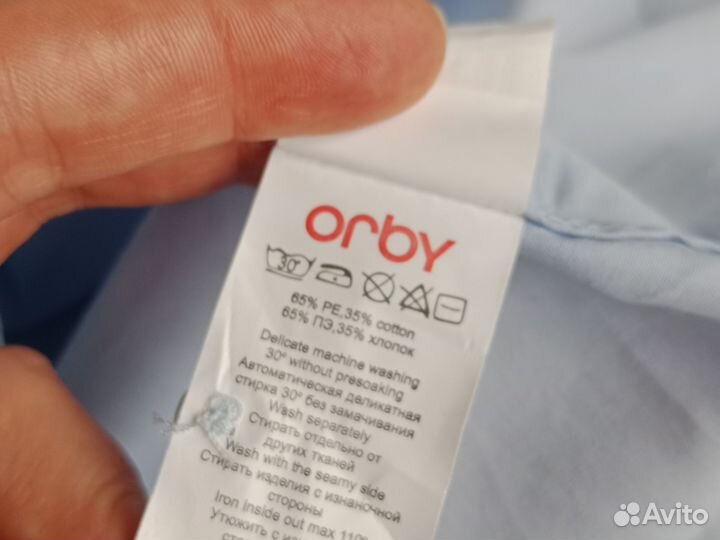 orby
30°
65% PE,35% cotton
65% ПЭ,35% хлопок
Delicate machine washing
30° without presoaking
Автоматическая деликатная
стирка 30° без замачивания
Wash separately
Стирать отдельно от
других тканей
Wash with the seamy side
Стирать изделия с изнаночной
стороны
Iron inside out max 110°
Утюжить с изнан
Avito